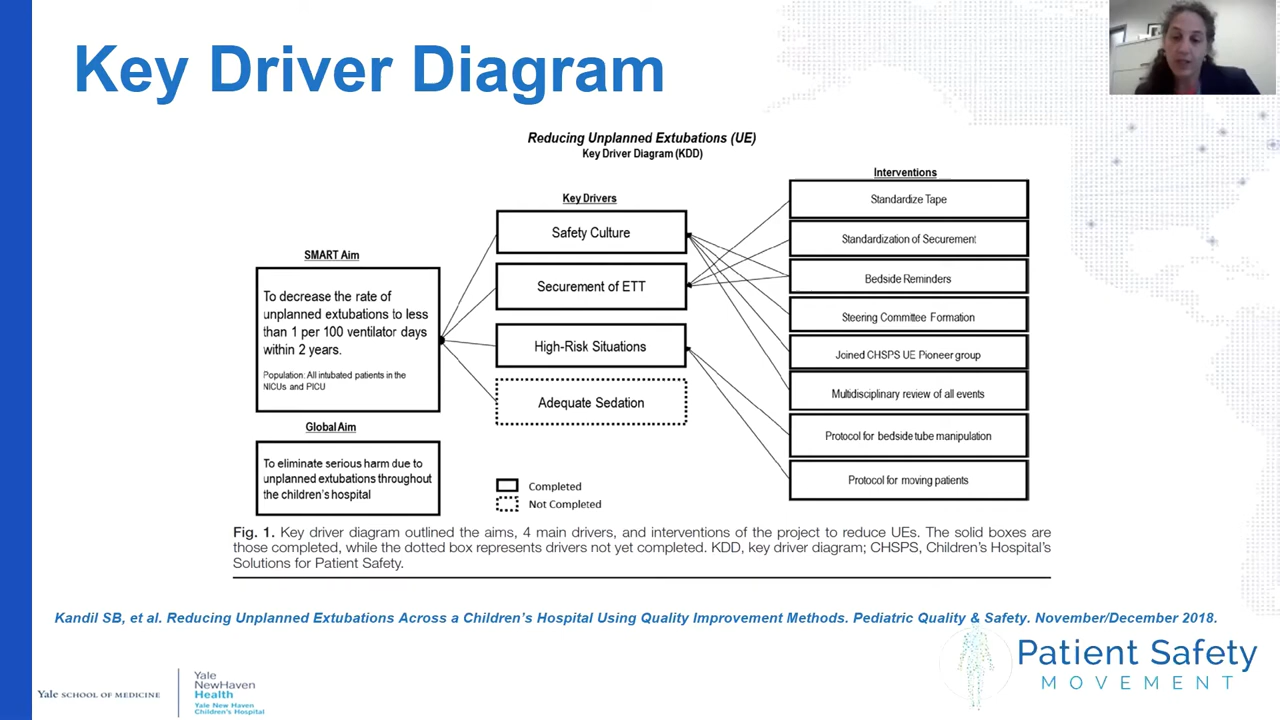 Key Driver Diagram
Reducing Unplanned Extubations (UE)
Key Driver Diagram (KDD)
SMART Aim
To decrease the rate of
unplanned extubations to less
than 1 per 100 ventilator days
within 2 years.
Population: All intubated patients in the
NICUs and PICU
Global Aim
To eliminate serious harm due to
unplanned extubations throughout
the children's hospital
Key Drivers
Safety Culture
Securement of ETT
High-Risk Situations
Adequate Sedation
Completed
Not Completed
Interventions
Standardize Tape
Standardization of Securement
Bedside Reminders
Steering Committee Formation
Joined CHSPS UE Pioneer group
Multidisciplinary review of all events
Protocol for bedside tube manipulation
Protocol for moving patients
Fig. 1. Key driver diagram outlined the aims, 4 main drivers, and interventions of the project to reduce UEs. The solid boxes are
those completed, while the dotted box represents drivers not yet completed. KDD, key driver diagram; CHSPS, Children's Hospital's
Solutions for Patient Safety.
Kandil SB, et al. Reducing Unplanned Extubations Across a Children's Hospital Using Quality Improvement Methods. Pediatric Quality & Safety. November/December 2018.
Yale SCHOOL OF MEDICINE
Yale
NewHaven
Health
Yale New Haven
Children's Hospital
Patient Safety
MOVEMENT